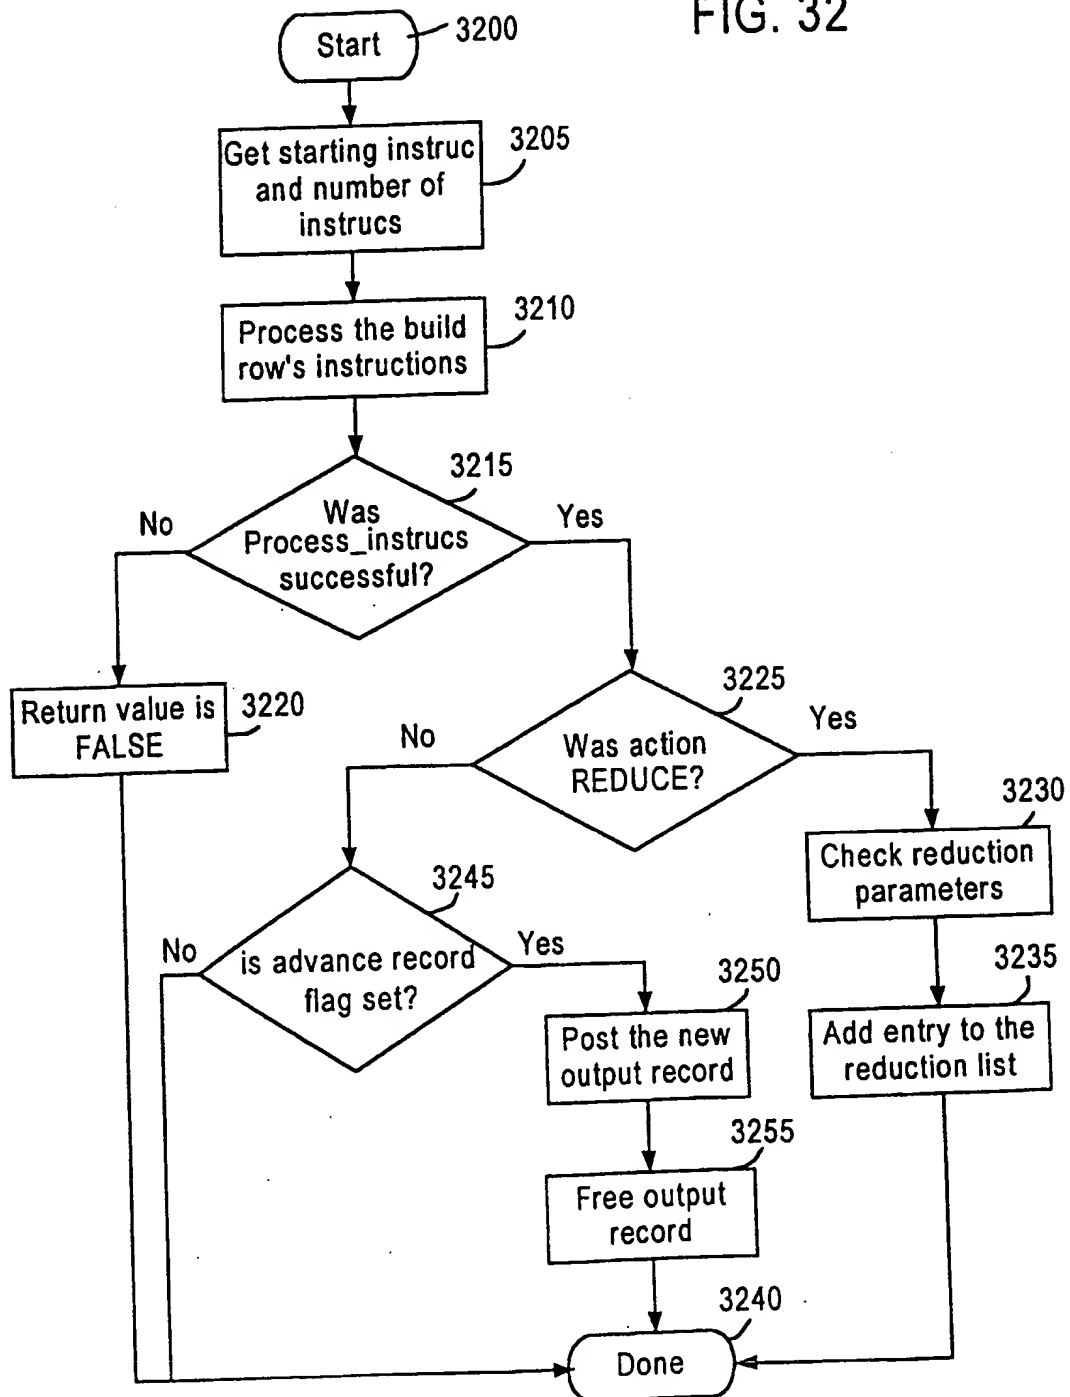 FIG. 32
Start
3200
Get starting instruc
and number of
instrucs
3205
Process the build
row's instructions
3210
Was
Process_instrucs
successful?
3215
No
Yes
Return value is
FALSE
3220
Was action
REDUCE?
3225
No
Yes
Check reduction
parameters
3230
Add entry to the
reduction list
3235
is advance record
flag set?
3245
No
Yes
Post the new
output record
3250
Free output
record
3255
Done
3240